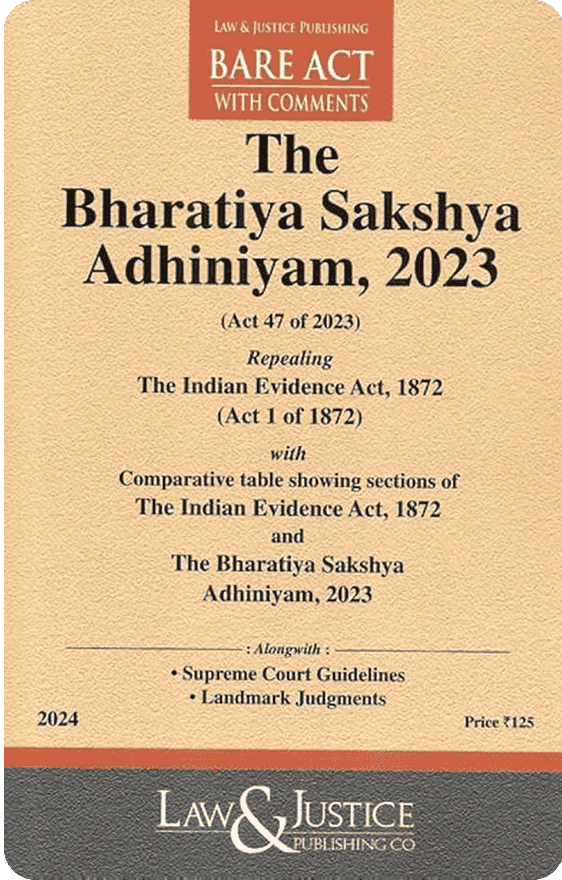 LAW & JUSTICE PUBLISHING
BARE ACT
WITH COMMENTS
The
Bharatiya Sakshya
Adhiniyam, 2023
(Act 47 of 2023)
Repealing
The Indian Evidence Act, 1872
(Act 1 of 1872)
with
Comparative table showing sections of
The Indian Evidence Act, 1872
and
The Bharatiya Sakshya
Adhiniyam, 2023
: Alongwith :
• Supreme Court Guidelines
• Landmark Judgments
2024
Price ₹125
LAW & JUSTICE
PUBLISHING CO